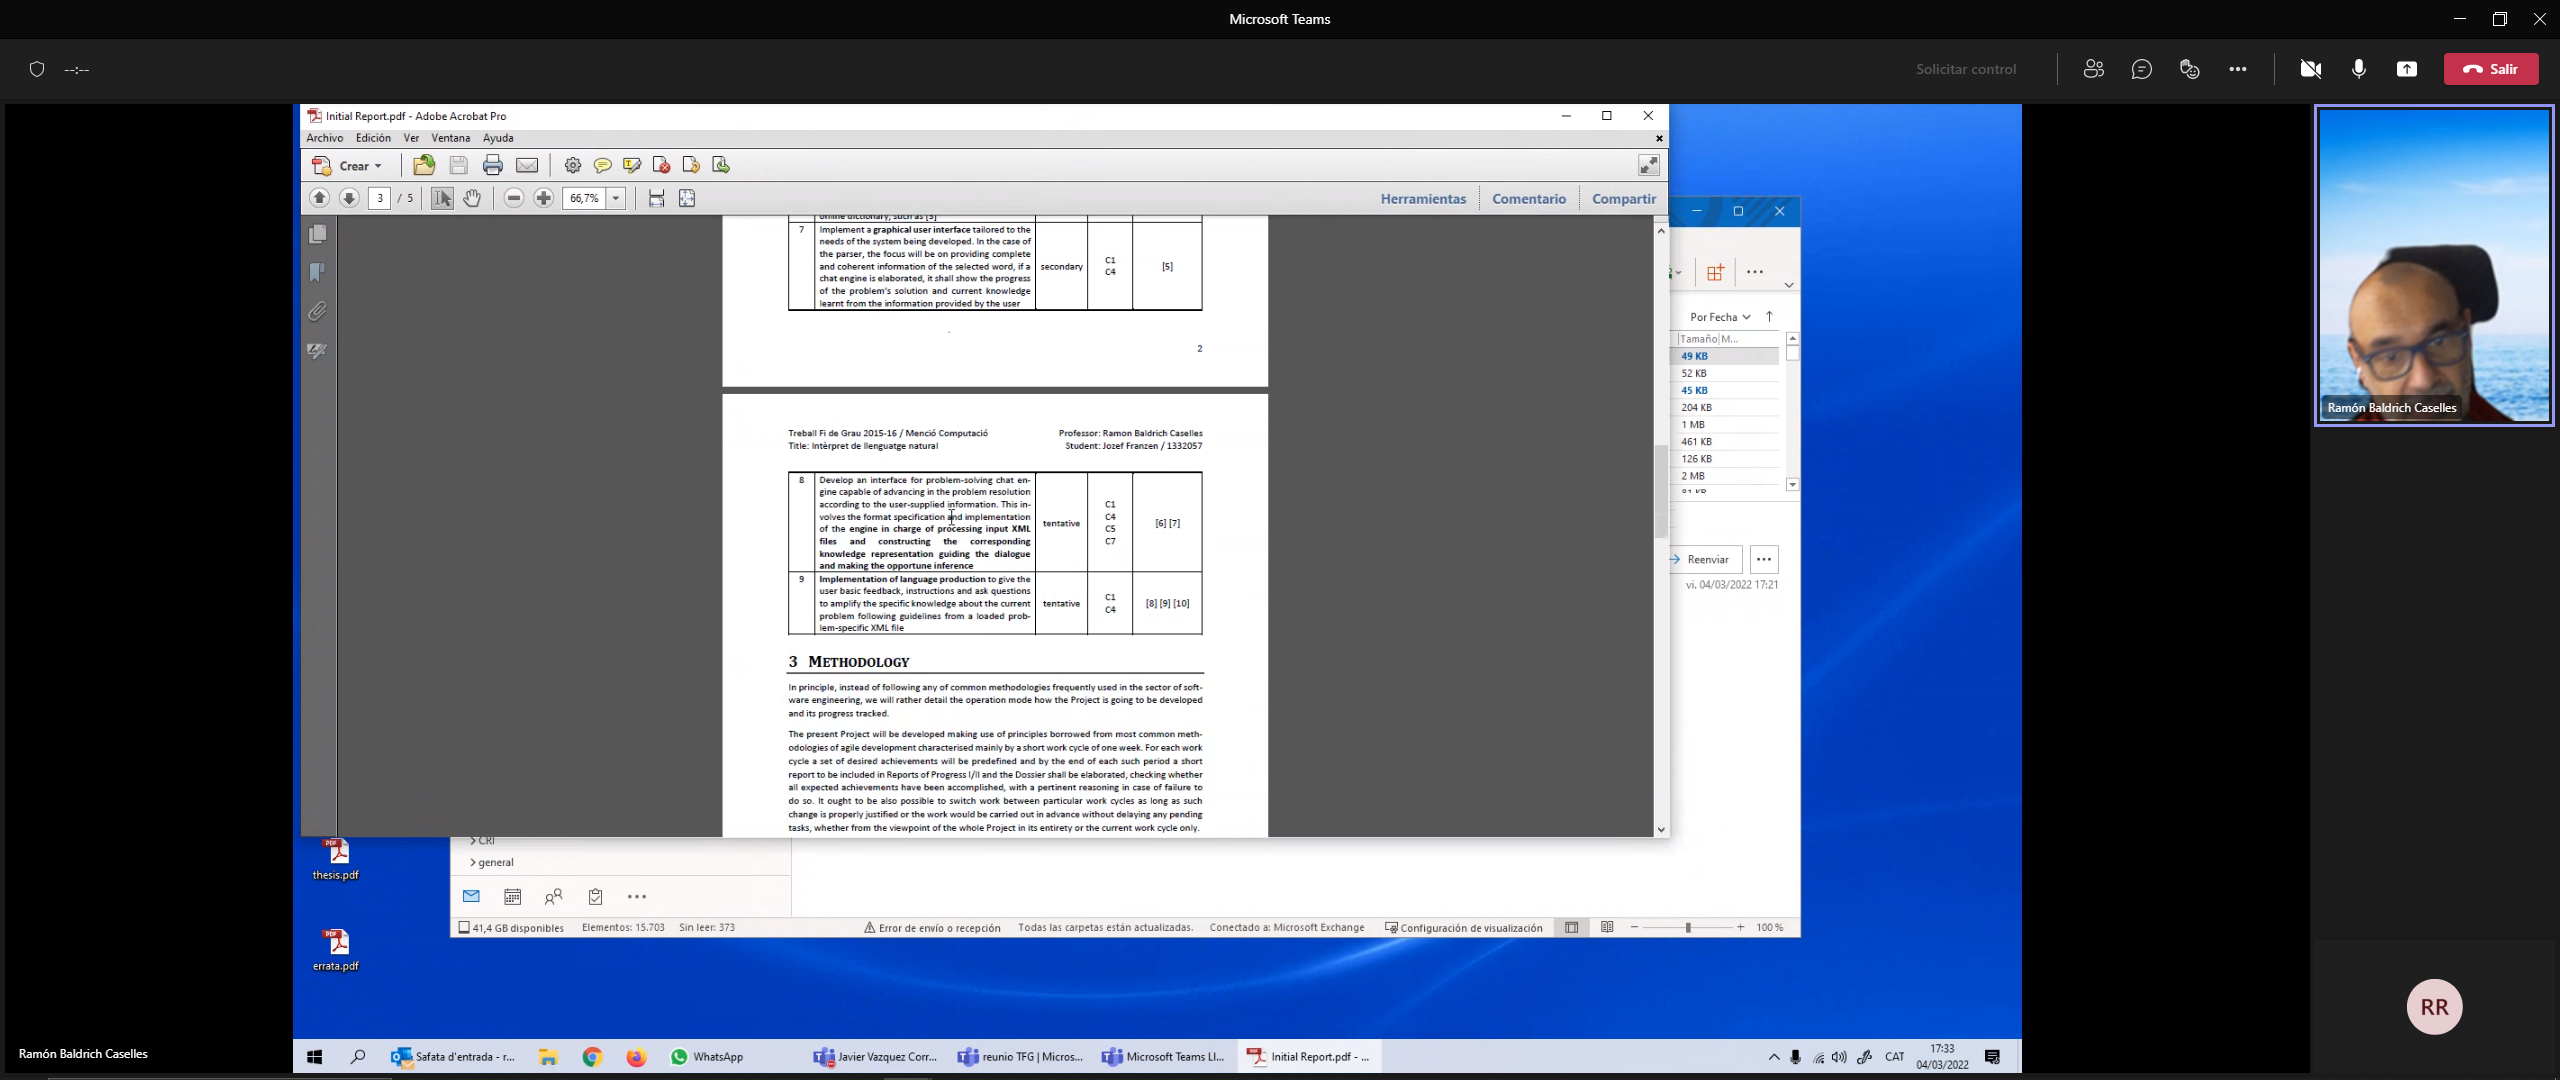 Microsoft Teams
--:--
Solicitar control
Salir
Initial Report.pdf - Adobe Acrobat Pro
Archivo Edición Ver Ventana Ayuda
Crear
3 / 5
66,7%
Herramientas Comentario Compartir
online dictionary, such as [3]
7 Implement a graphical user interface tailored to the
needs of the system being developed. In the case of
the parser, the focus will be on providing complete
and coherent information of the selected word, if a
chat engine is elaborated, it shall show the progress
of the problem's solution and current knowledge
learnt from the information provided by the user
secondary
C1
C4
[5]
2
Treball Fi de Grau 2015-16 / Menció Computació
Title: Intèrpret de llenguatge natural
Professor: Ramon Baldrich Caselles
Student: Jozef Franzen / 1332057
8 Develop an interface for problem-solving chat en-
gine capable of advancing in the problem resolution
according to the user-supplied information. This in-
volves the format specification and implementation
of the engine in charge of processing input XML
files and constructing the corresponding
knowledge representation guiding the dialogue
and making the opportune inference
tentative
C1
C4
C5
C7
[6] [7]
9 Implementation of language production to give the
user basic feedback, instructions and ask questions
to amplify the specific knowledge about the current
problem following guidelines from a loaded prob-
lem-specific XML file
tentative
C1
C4
[8] [9] [10]
3 METHODOLOGY
In principle, instead of following any of common methodologies frequently used in the sector of soft-
ware engineering, we will rather detail the operation mode how the Project is going to be developed
and its progress tracked.
The present Project will be developed making use of principles borrowed from most common meth-
odologies of agile development characterised mainly by a short work cycle of one week. For each work
cycle a set of desired achievements will be predefined and by the end of each such period a short
report to be included in Reports of Progress I/II and the Dossier shall be elaborated, checking whether
all expected achievements have been accomplished, with a pertinent reasoning in case of failure to
do so. It ought to be also possible to switch work between particular work cycles as long as such
change is properly justified or the work would be carried out in advance without delaying any pending
tasks, whether from the viewpoint of the whole Project in its entirety or the current work cycle only.
Por Fecha
Tamaño M...
49 KB
52 KB
45 KB
204 KB
1 MB
461 KB
126 KB
2 MB
81 KB
Reenviar
vi. 04/03/2022 17:21
Ramón Baldrich Caselles
RR
thesis.pdf
errata.pdf
CRI
general
41,4 GB disponibles Elementos: 15.703 Sin leer: 373
Error de envío o recepción Todas las carpetas están actualizadas. Conectado a: Microsoft Exchange Configuración de visualización 100 %
Ramón Baldrich Caselles
Safata d'entrada - r... WhatsApp Javier Vazquez Corr... reunio TFG | Micros... Microsoft Teams Ll... Initial Report.pdf - ...
CAT
17:33
04/03/2022